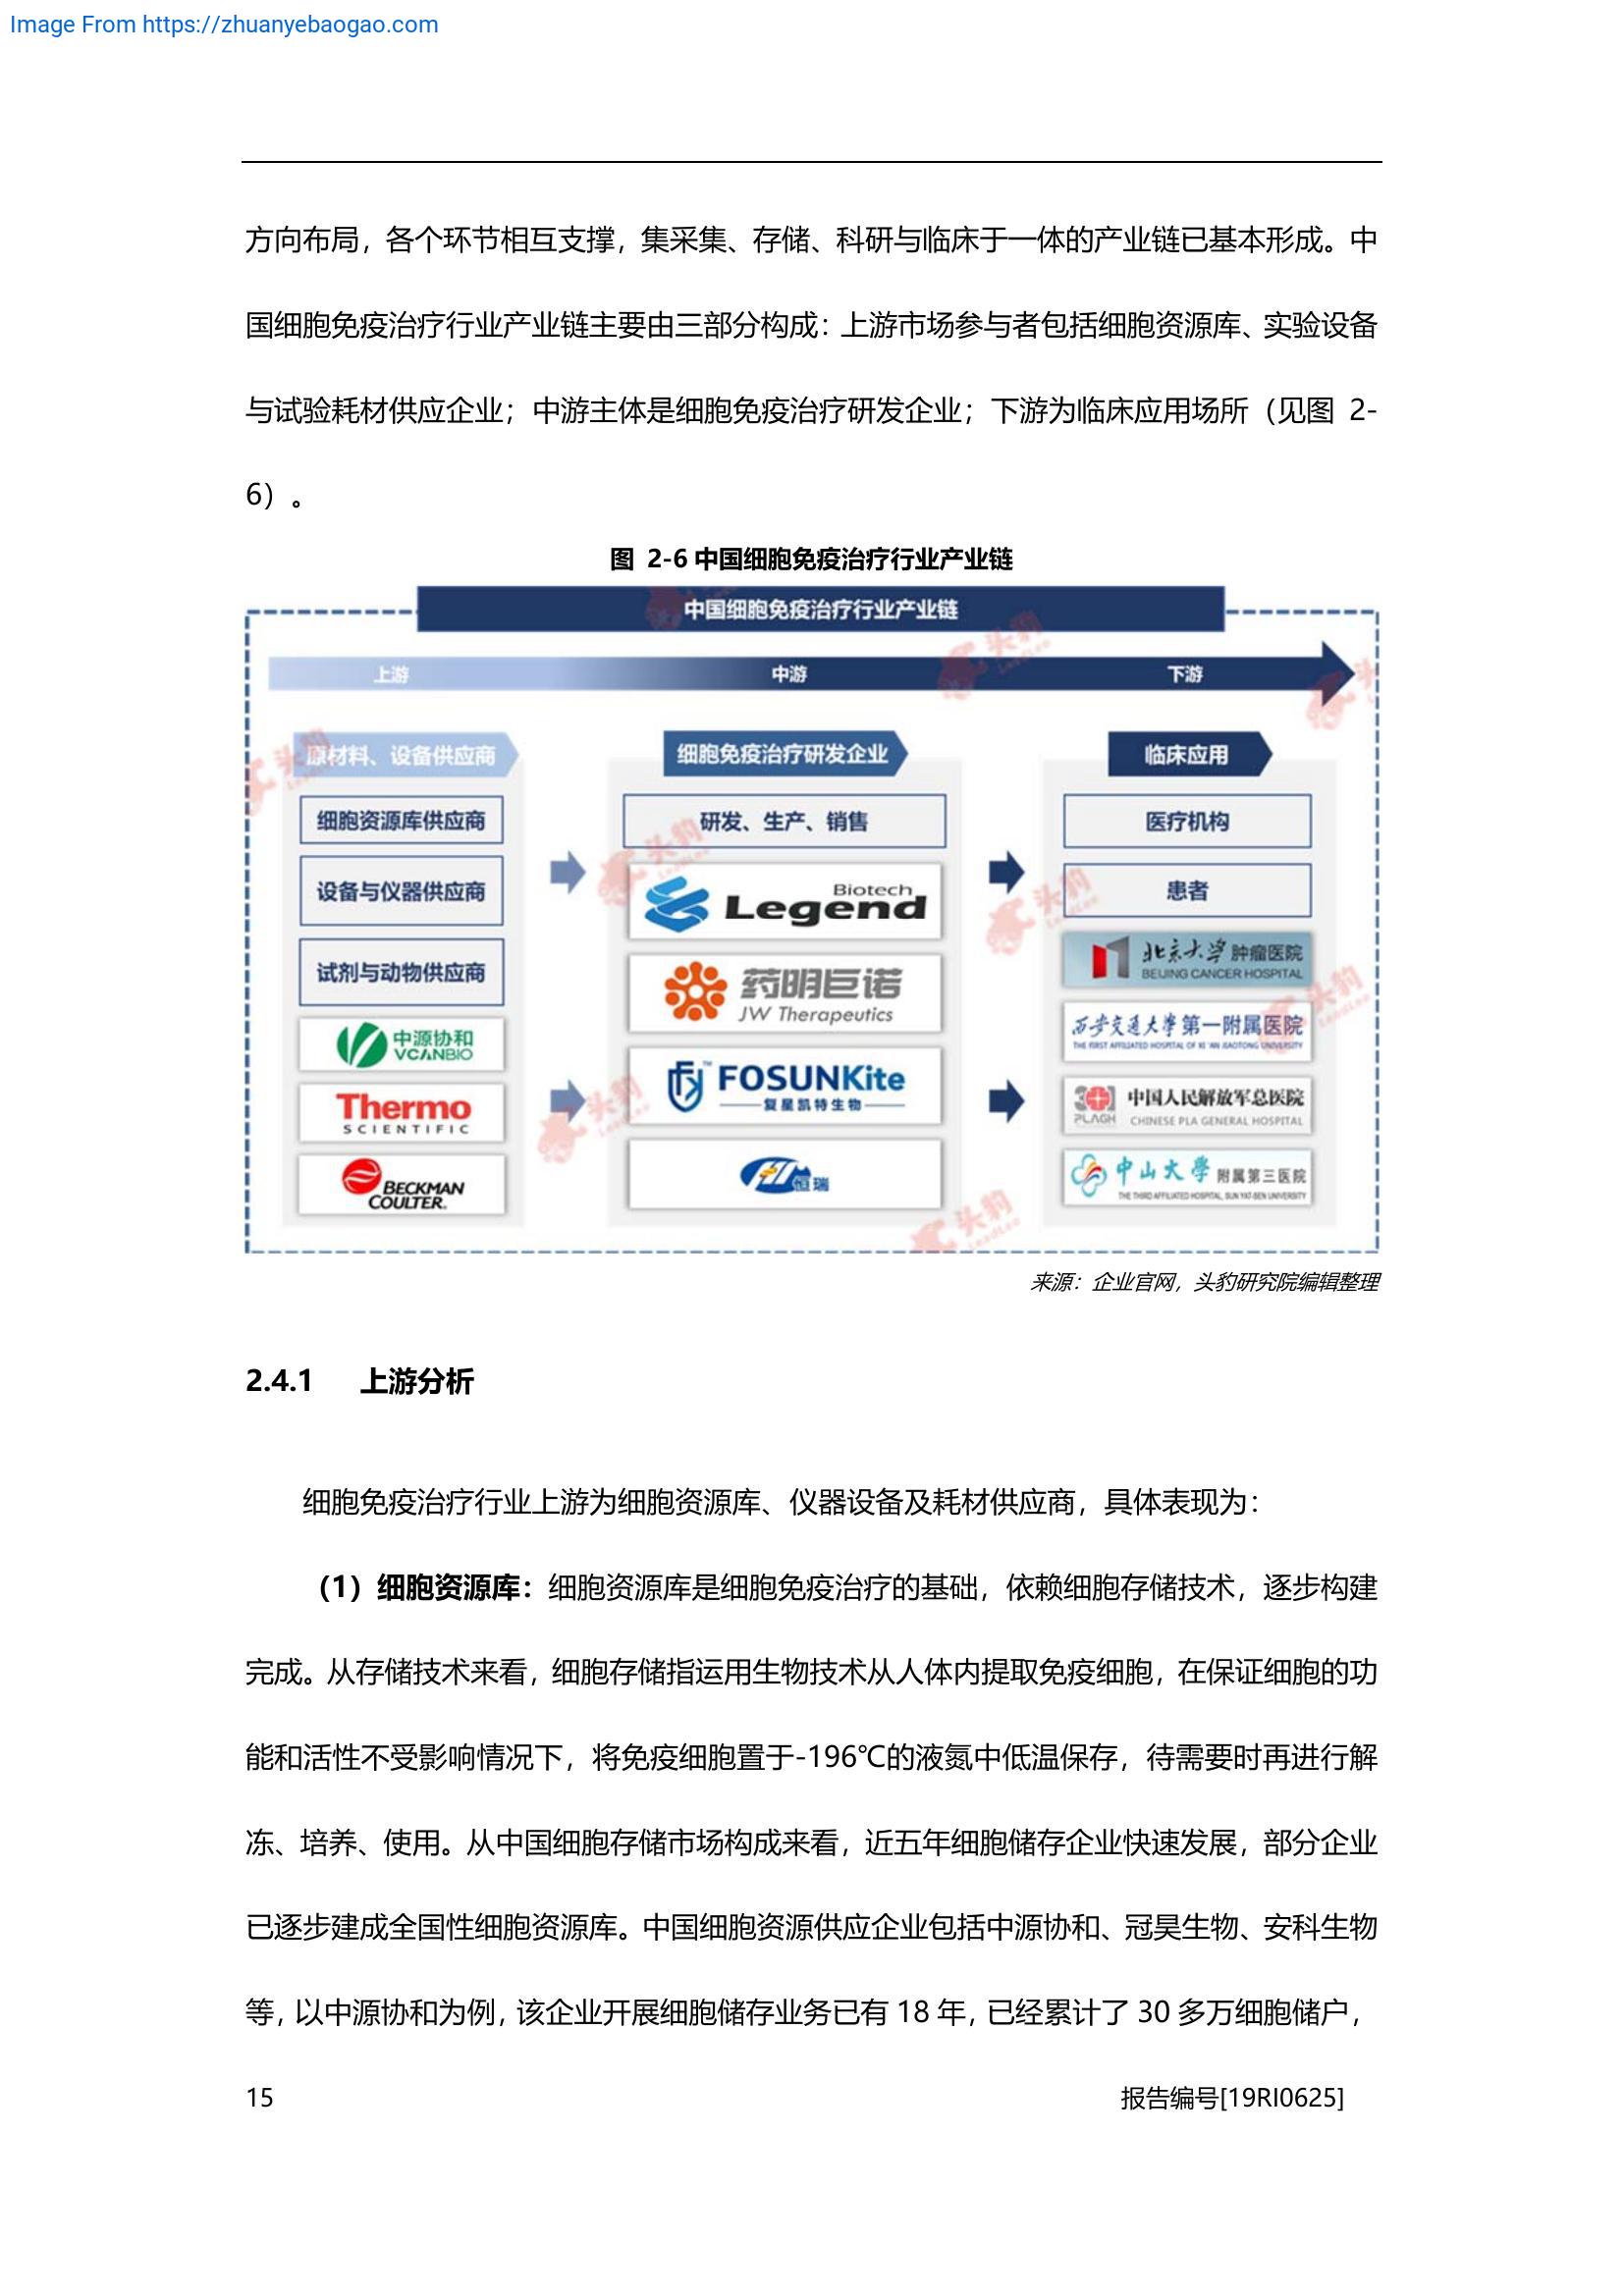 Image From https://zhuanyebaogao.com
方向布局，各个环节相互支撑，集采集、存储、科研与临床于一体的产业链已基本形成。中
国细胞免疫治疗行业产业链主要由三部分构成：上游市场参与者包括细胞资源库、实验设备
与试验耗材供应企业；中游主体是细胞免疫治疗研发企业；下游为临床应用场所（见图 2-
6）。
图 2-6 中国细胞免疫治疗行业产业链
中国细胞免疫治疗行业产业链
上游
中游
下游
原材料、设备供应商
细胞资源库供应商
设备与仪器供应商
试剂与动物供应商
中源协和
VCANBIO
Thermo
SCIENTIFIC
BECKMAN
COULTER.
细胞免疫治疗研发企业
研发、生产、销售
Biotech
Legend
药明巨诺
JW Therapeutics
FOSUNKite
复星凯特生物
恒瑞
临床应用
医疗机构
患者
北京大学肿瘤医院
BEIJING CANCER HOSPITAL
西安交通大学第一附属医院
THE FIRST AFFILIATED HOSPITAL OF XI'AN JIAOTONG UNIVERSITY
301
PLAGH
中国人民解放军总医院
CHINESE PLA GENERAL HOSPITAL
中山大学附属第三医院
THE THIRD AFFILIATED HOSPITAL, SUN YAT-SEN UNIVERSITY
头豹
LeadLeo
来源：企业官网，头豹研究院编辑整理
2.4.1 上游分析
细胞免疫治疗行业上游为细胞资源库、仪器设备及耗材供应商，具体表现为：
（1）细胞资源库：细胞资源库是细胞免疫治疗的基础，依赖细胞存储技术，逐步构建
完成。从存储技术来看，细胞存储指运用生物技术从人体内提取免疫细胞，在保证细胞的功
能和活性不受影响情况下，将免疫细胞置于-196℃的液氮中低温保存，待需要时再进行解
冻、培养、使用。从中国细胞存储市场构成来看，近五年细胞储存企业快速发展，部分企业
已逐步建成全国性细胞资源库。中国细胞资源供应企业包括中源协和、冠昊生物、安科生物
等，以中源协和为例，该企业开展细胞储存业务已有 18 年，已经累计了 30 多万细胞储户，
15
报告编号[19RI0625]